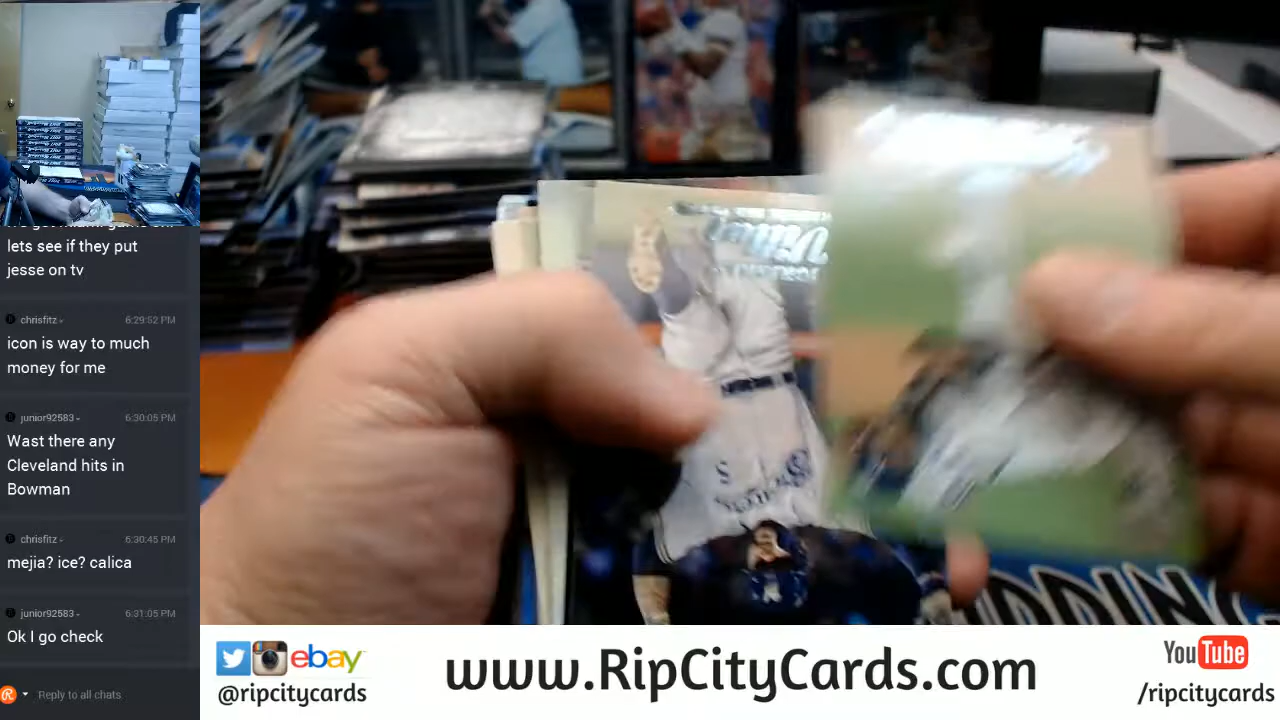 lets see if they put
jesse on tv
chrisfitz 6:29:52 PM
icon is way to much
money for me
junior92583 6:30:05 PM
Wast there any
Cleveland hits in
Bowman
chrisfitz 6:30:45 PM
mejia? ice? calica
junior92583 6:31:05 PM
Ok I go check
Reply to all chats
ebay
@ripcitycards
www.RipCityCards.com
YouTube
/ripcitycards